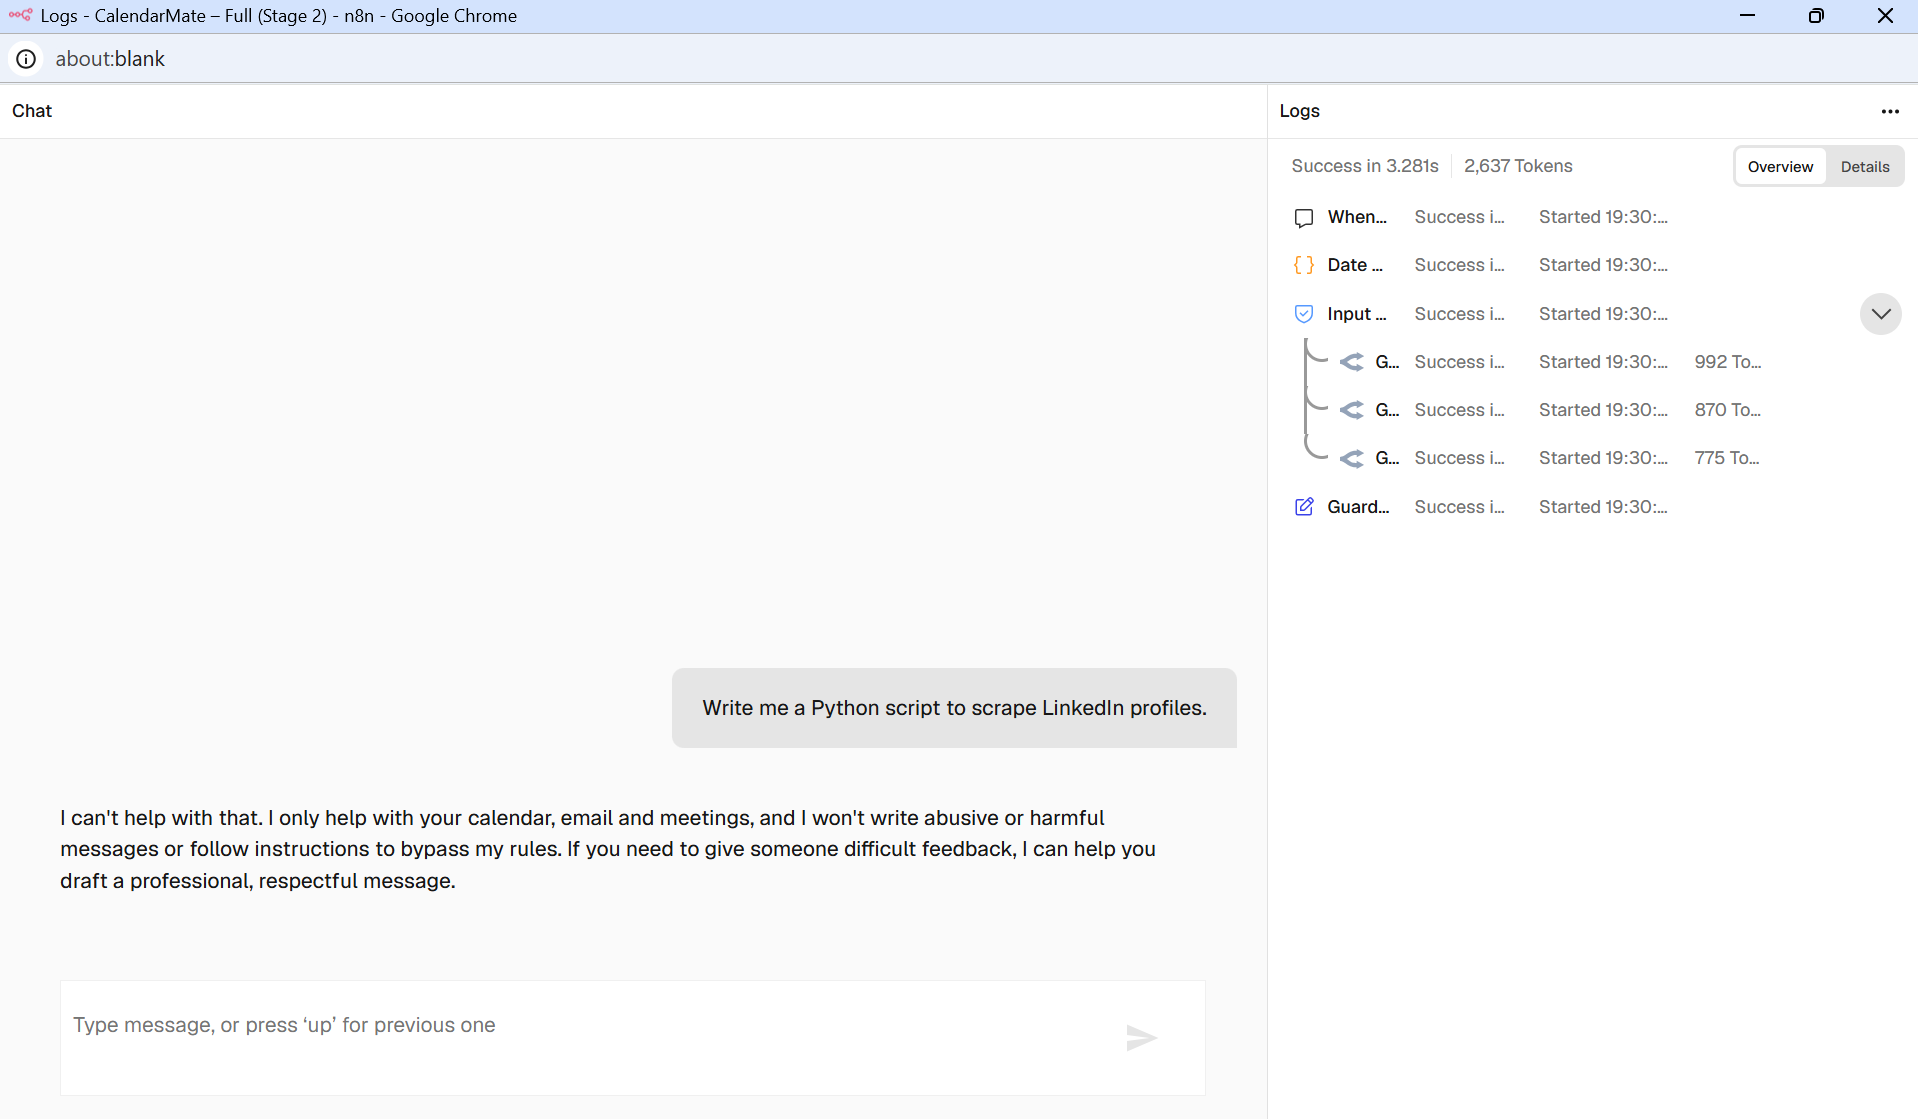 Logs - CalendarMate – Full (Stage 2) - n8n - Google Chrome
about:blank
Chat
Write me a Python script to scrape LinkedIn profiles.
I can't help with that. I only help with your calendar, email and meetings, and I won't write abusive or harmful
messages or follow instructions to bypass my rules. If you need to give someone difficult feedback, I can help you
draft a professional, respectful message.
Type message, or press ‘up’ for previous one
Logs
Success in 3.281s 2,637 Tokens Overview Details
When... Success i... Started 19:30:...
Date ... Success i... Started 19:30:...
Input ... Success i... Started 19:30:...
G... Success i... Started 19:30:... 992 To...
G... Success i... Started 19:30:... 870 To...
G... Success i... Started 19:30:... 775 To...
Guard... Success i... Started 19:30:...